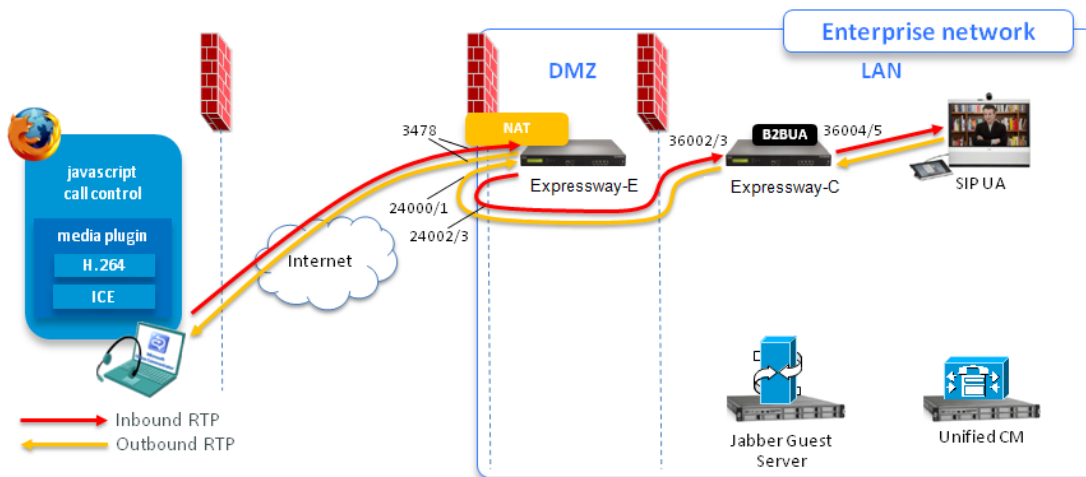 Enterprise network
DMZ
LAN
NAT
3478
36002/3
B2BUA
36004/5
javascript
call control
Expressway-E
Expressway-C
SIP UA
24000/1
media plugin
24002/3
H.264
Internet
ICE
Inbound RTP
Outbound RTP
Jabber Guest
Server
Unified CM